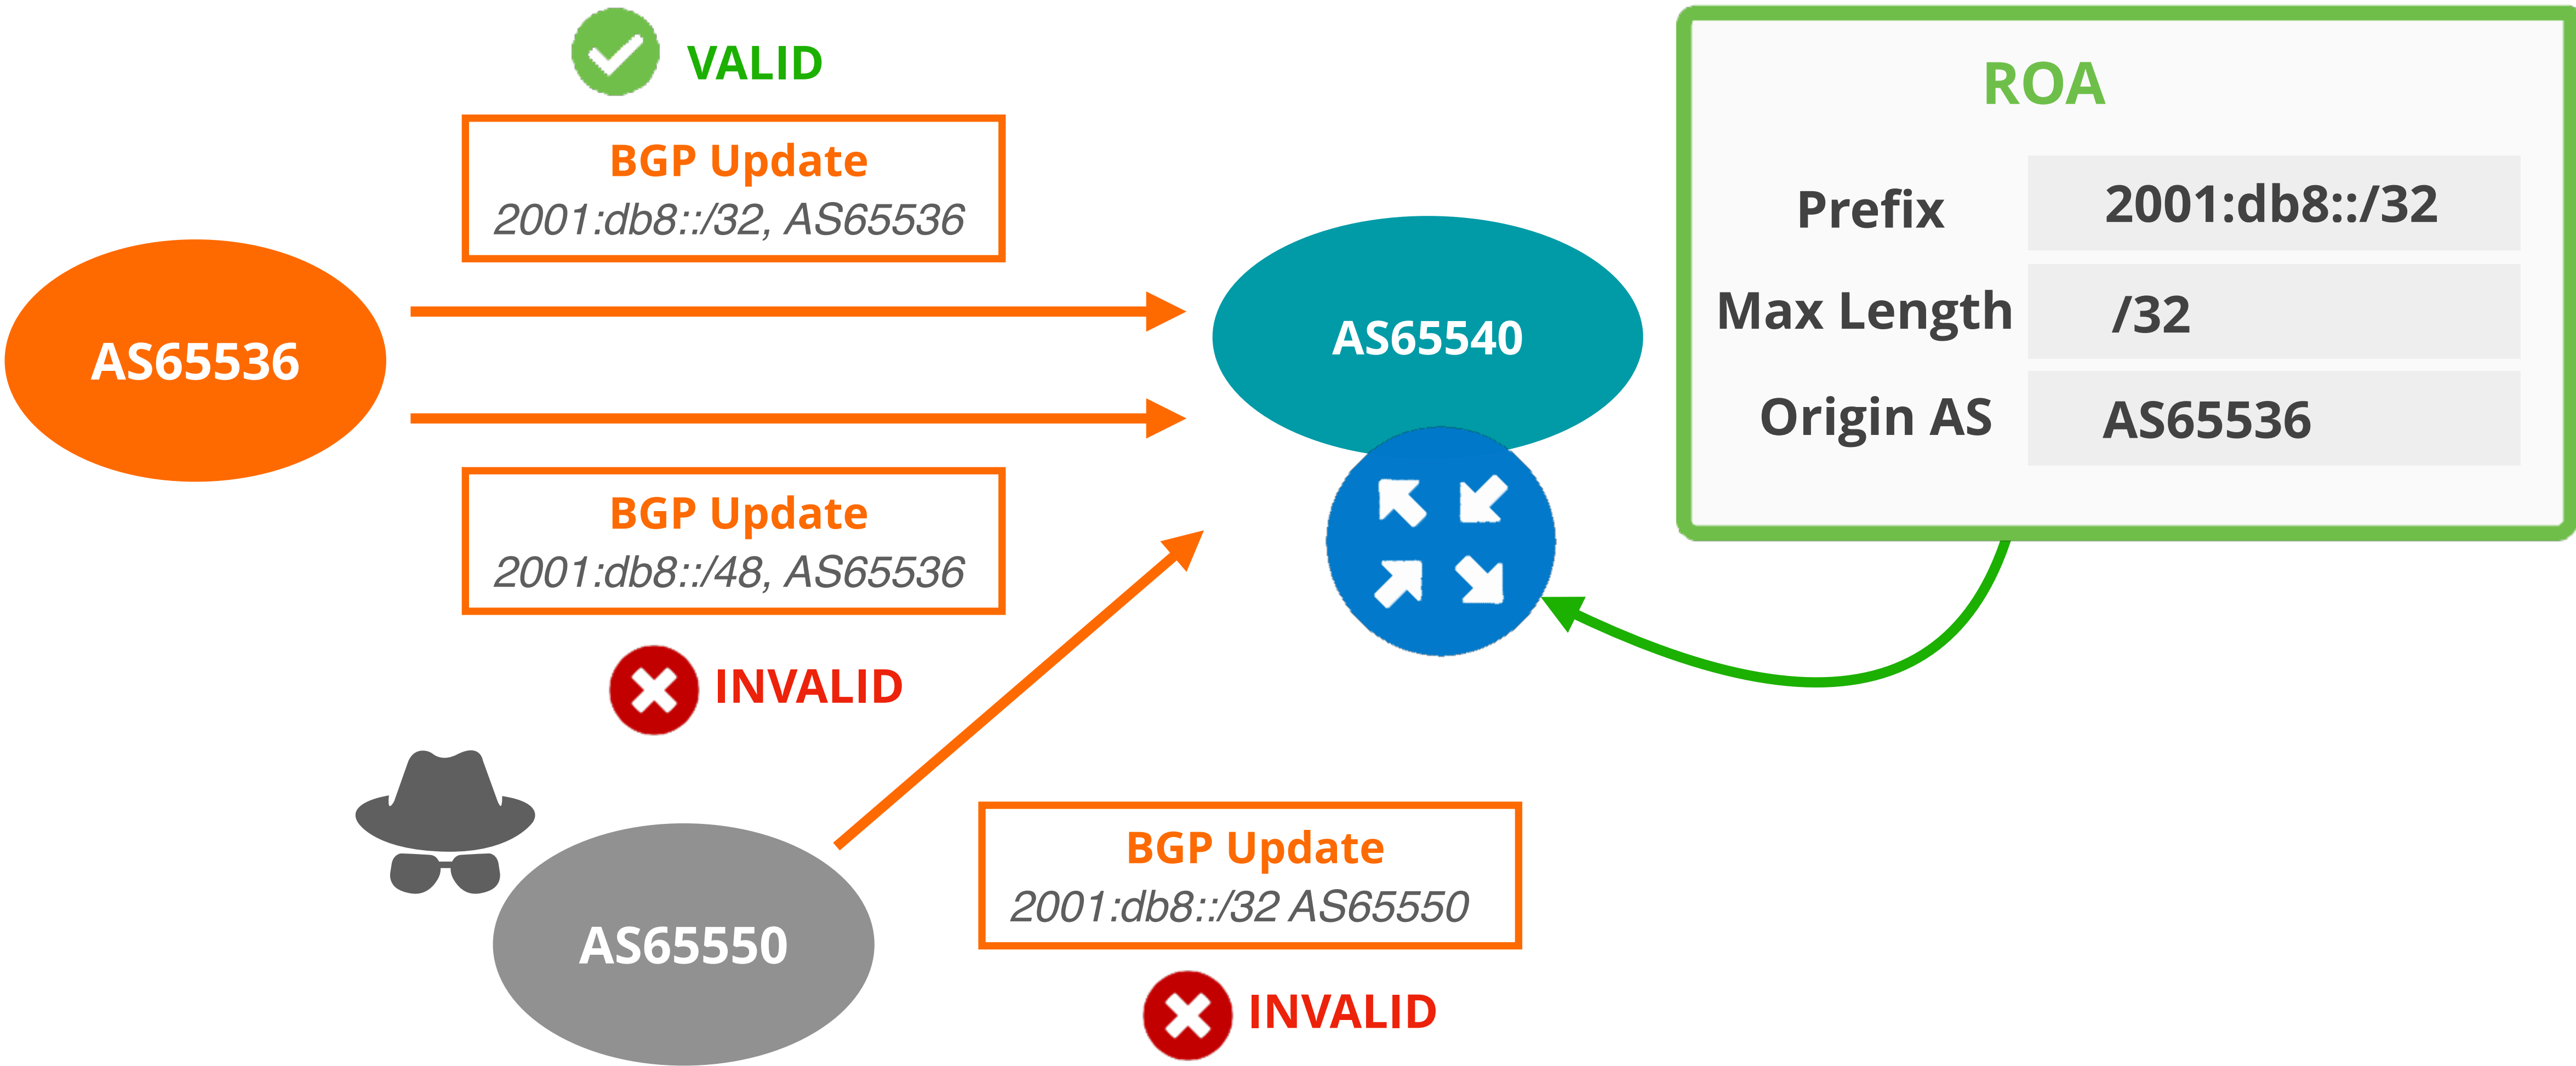 VALID
BGP Update
2001:db8::/32, AS65536
AS65536
BGP Update
2001:db8::/48, AS65536
INVALID
AS65540
ROA
Prefix 2001:db8::/32
Max Length /32
Origin AS AS65536
AS65550
BGP Update
2001:db8::/32 AS65550
INVALID